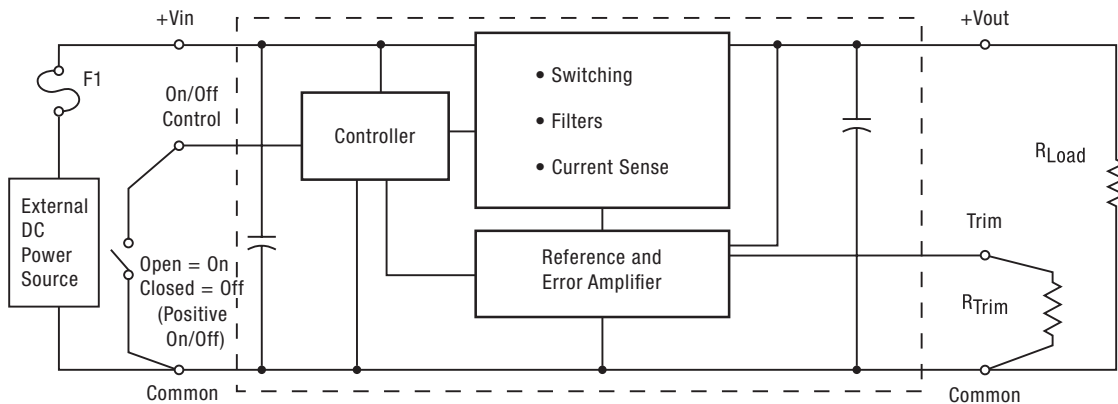 +Vin
+Vout
F1
On/Off
Control
Controller
• Switching
• Filters
• Current Sense
RLoad
External
DC
Power
Source
Open = On
Closed = Off
(Positive
On/Off)
Reference and
Error Amplifier
Trim
RTrim
Common
Common